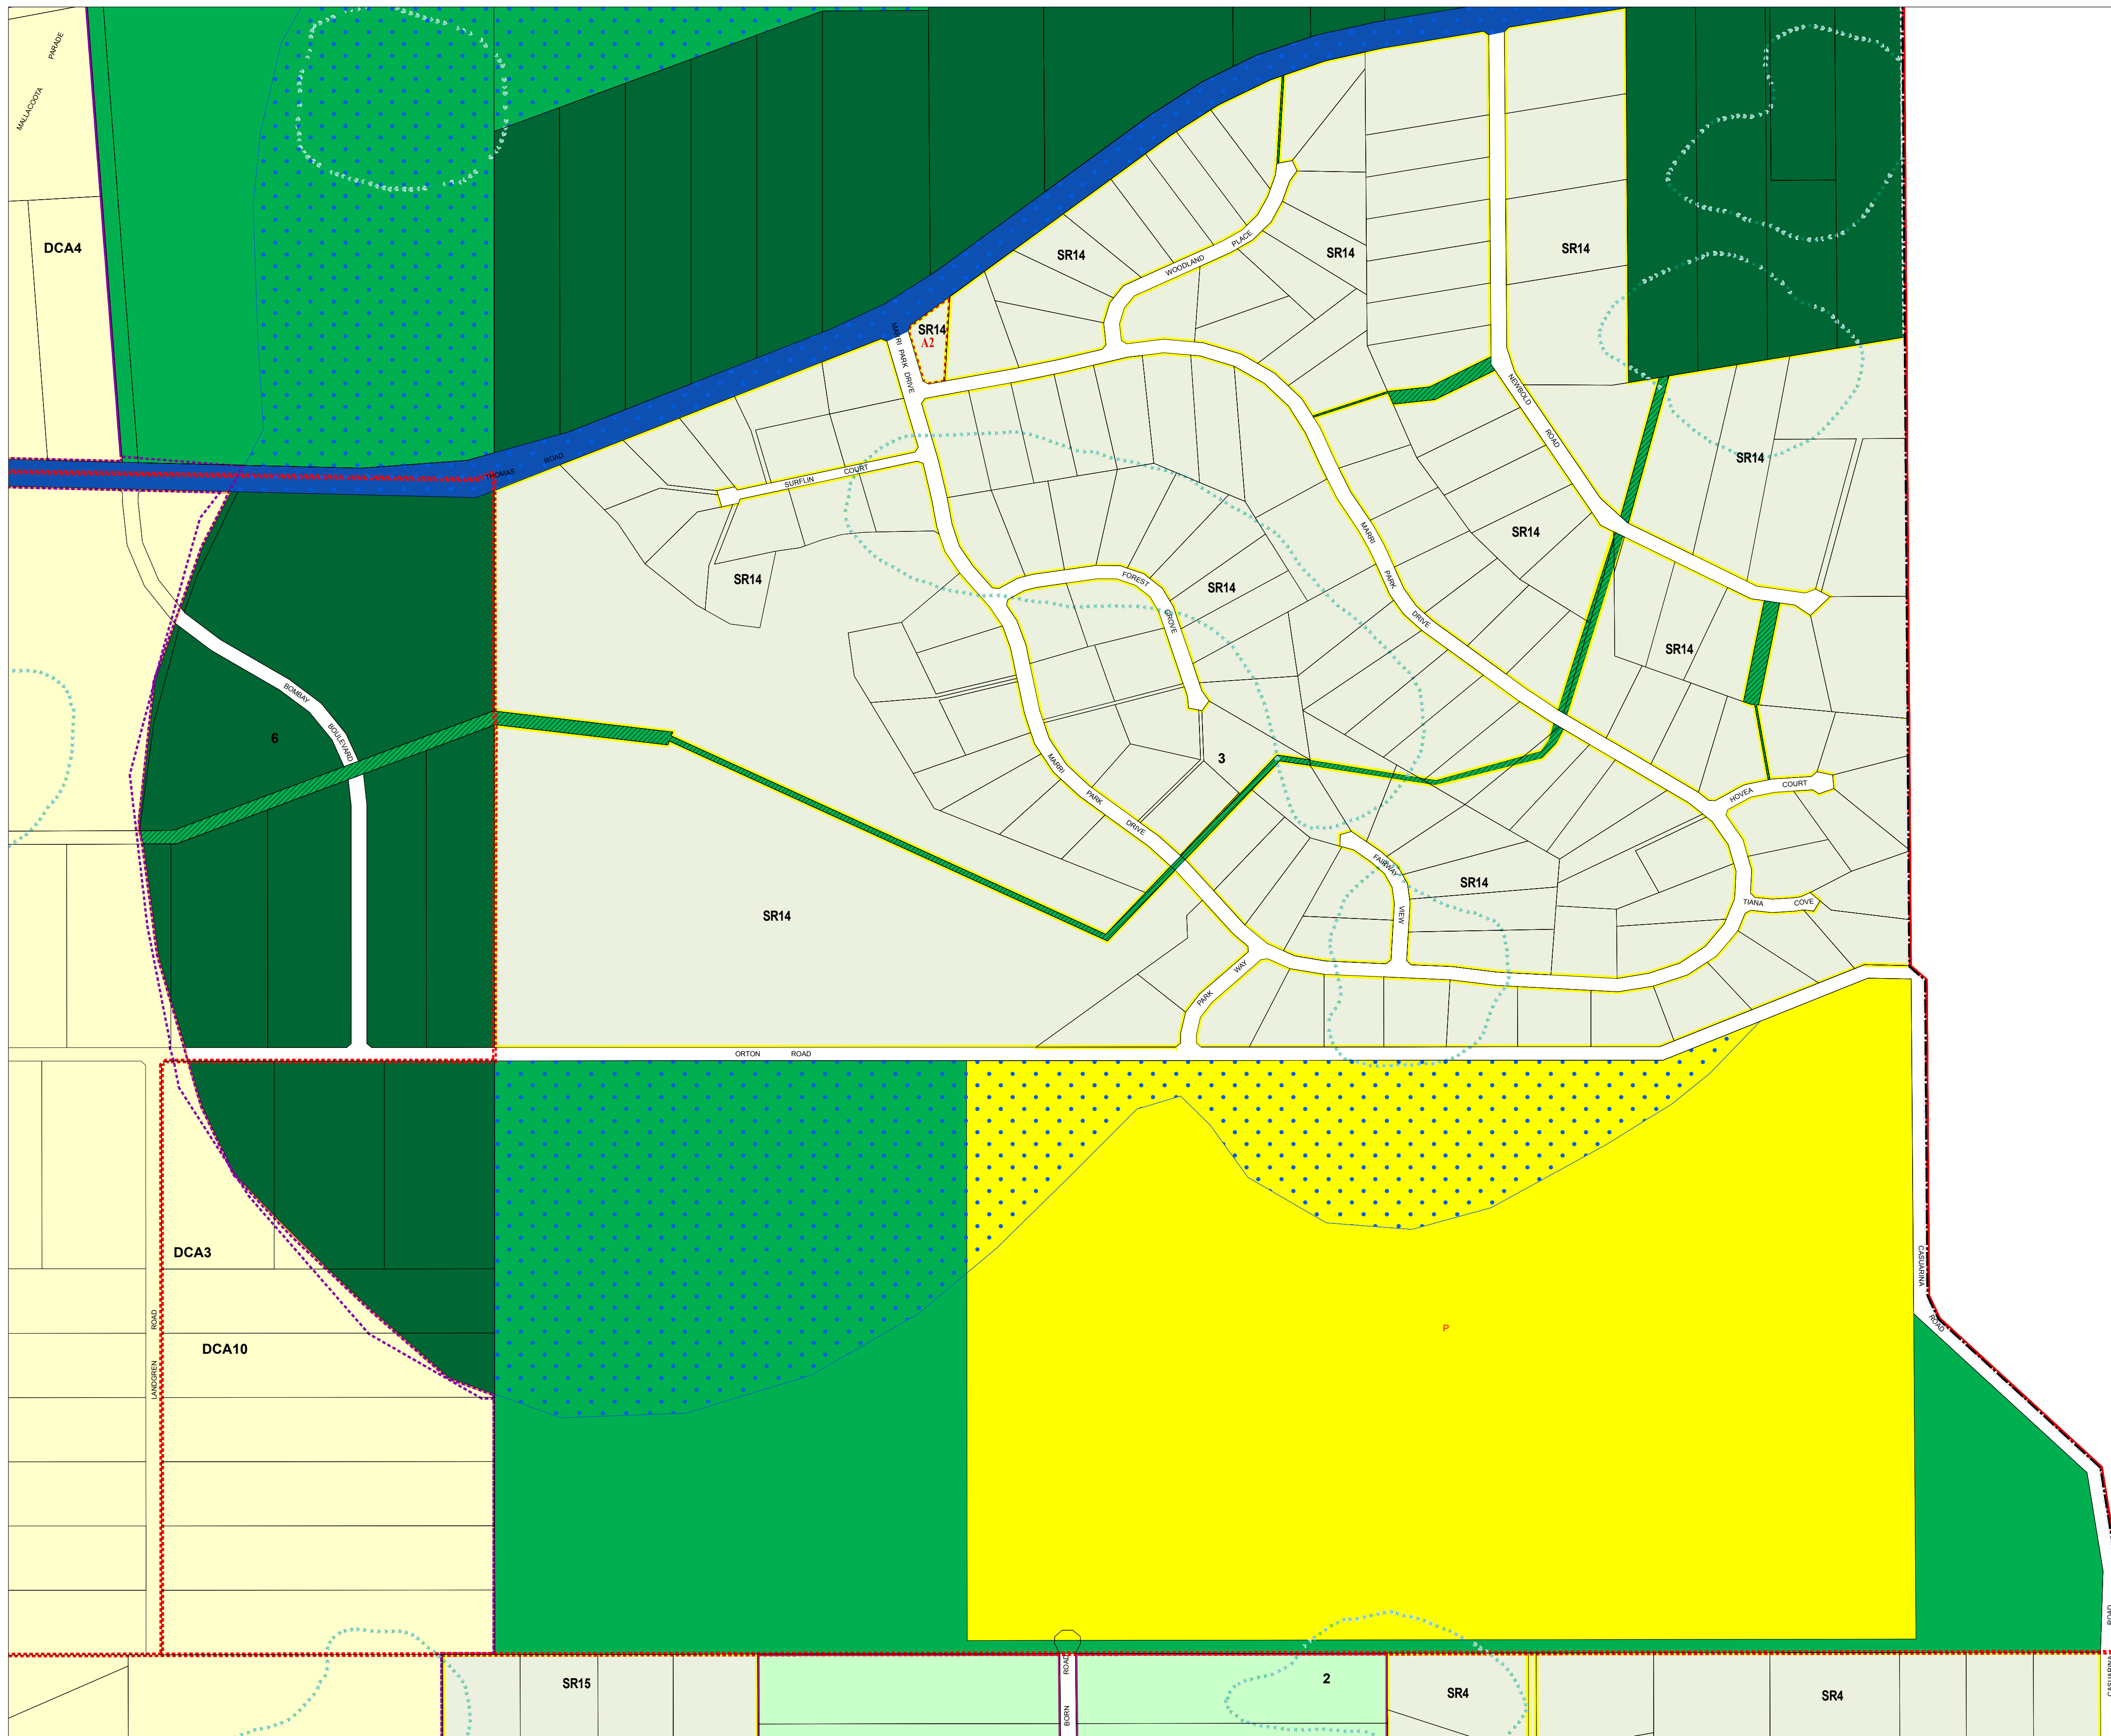 MALLACOOTA PARADE
DCA4
SR14
WOODLAND PLACE
SR14
SR14
SR14
A2
MARRI PARK DRIVE
NEWBOLD ROAD
THOMAS ROAD
SURFLIN COURT
SR14
SR14
MARRI PARK DRIVE
SR14
FOREST GROVE
SR14
SR14
BOMBAY BOULEVARD
6
3
MARRI PARK DRIVE
HOVEA COURT
FAIRWAY VIEW
SR14
TIANA COVE
SR14
PARK WAY
ORTON ROAD
DCA3
CASUARINA ROAD
LANDGREN ROAD
P
DCA10
SR15
BORN ROAD
2
SR4
SR4
CASUARINA ROAD